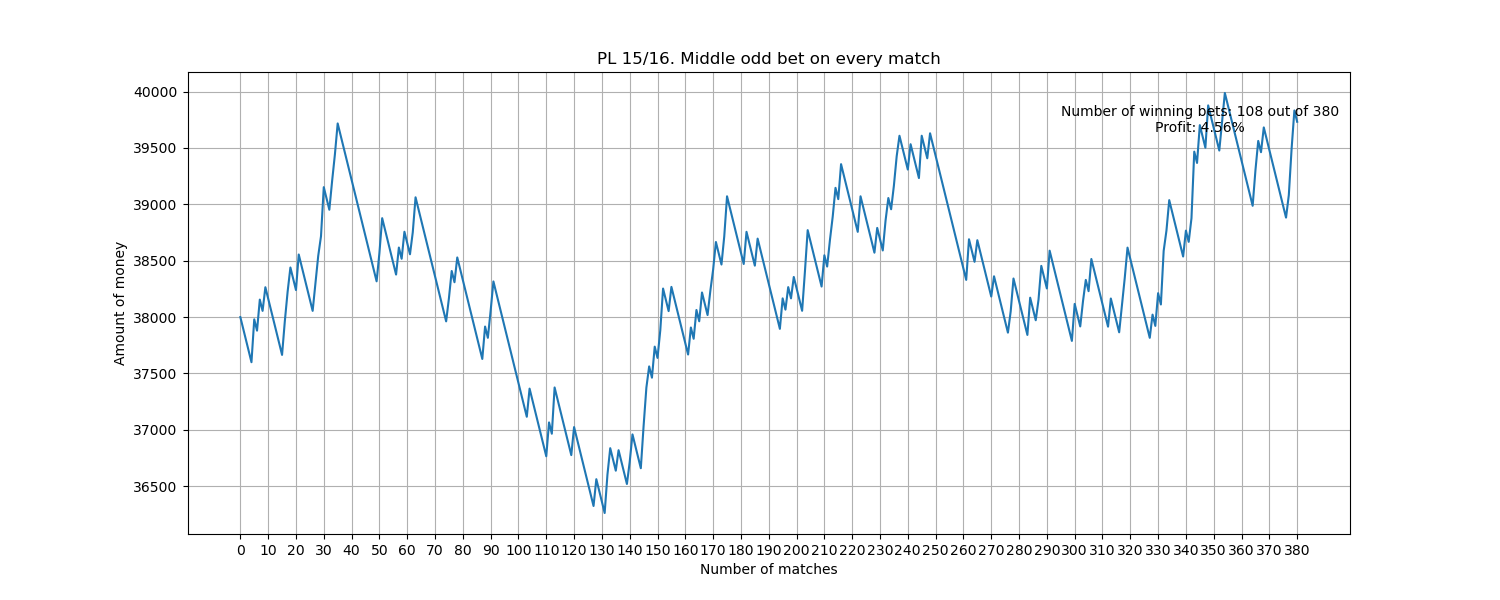 PL 15/16. Middle odd bet on every match
40000
39500
39000
38500
38000
37500
37000
36500
Amount of money
Number of winning bets: 108 out of 380
Profit: 4.56%
0 10 20 30 40 50 60 70 80 90 100 110 120 130 140 150 160 170 180 190 200 210 220 230 240 250 260 270 280 290 300 310 320 330 340 350 360 370 380
Number of matches